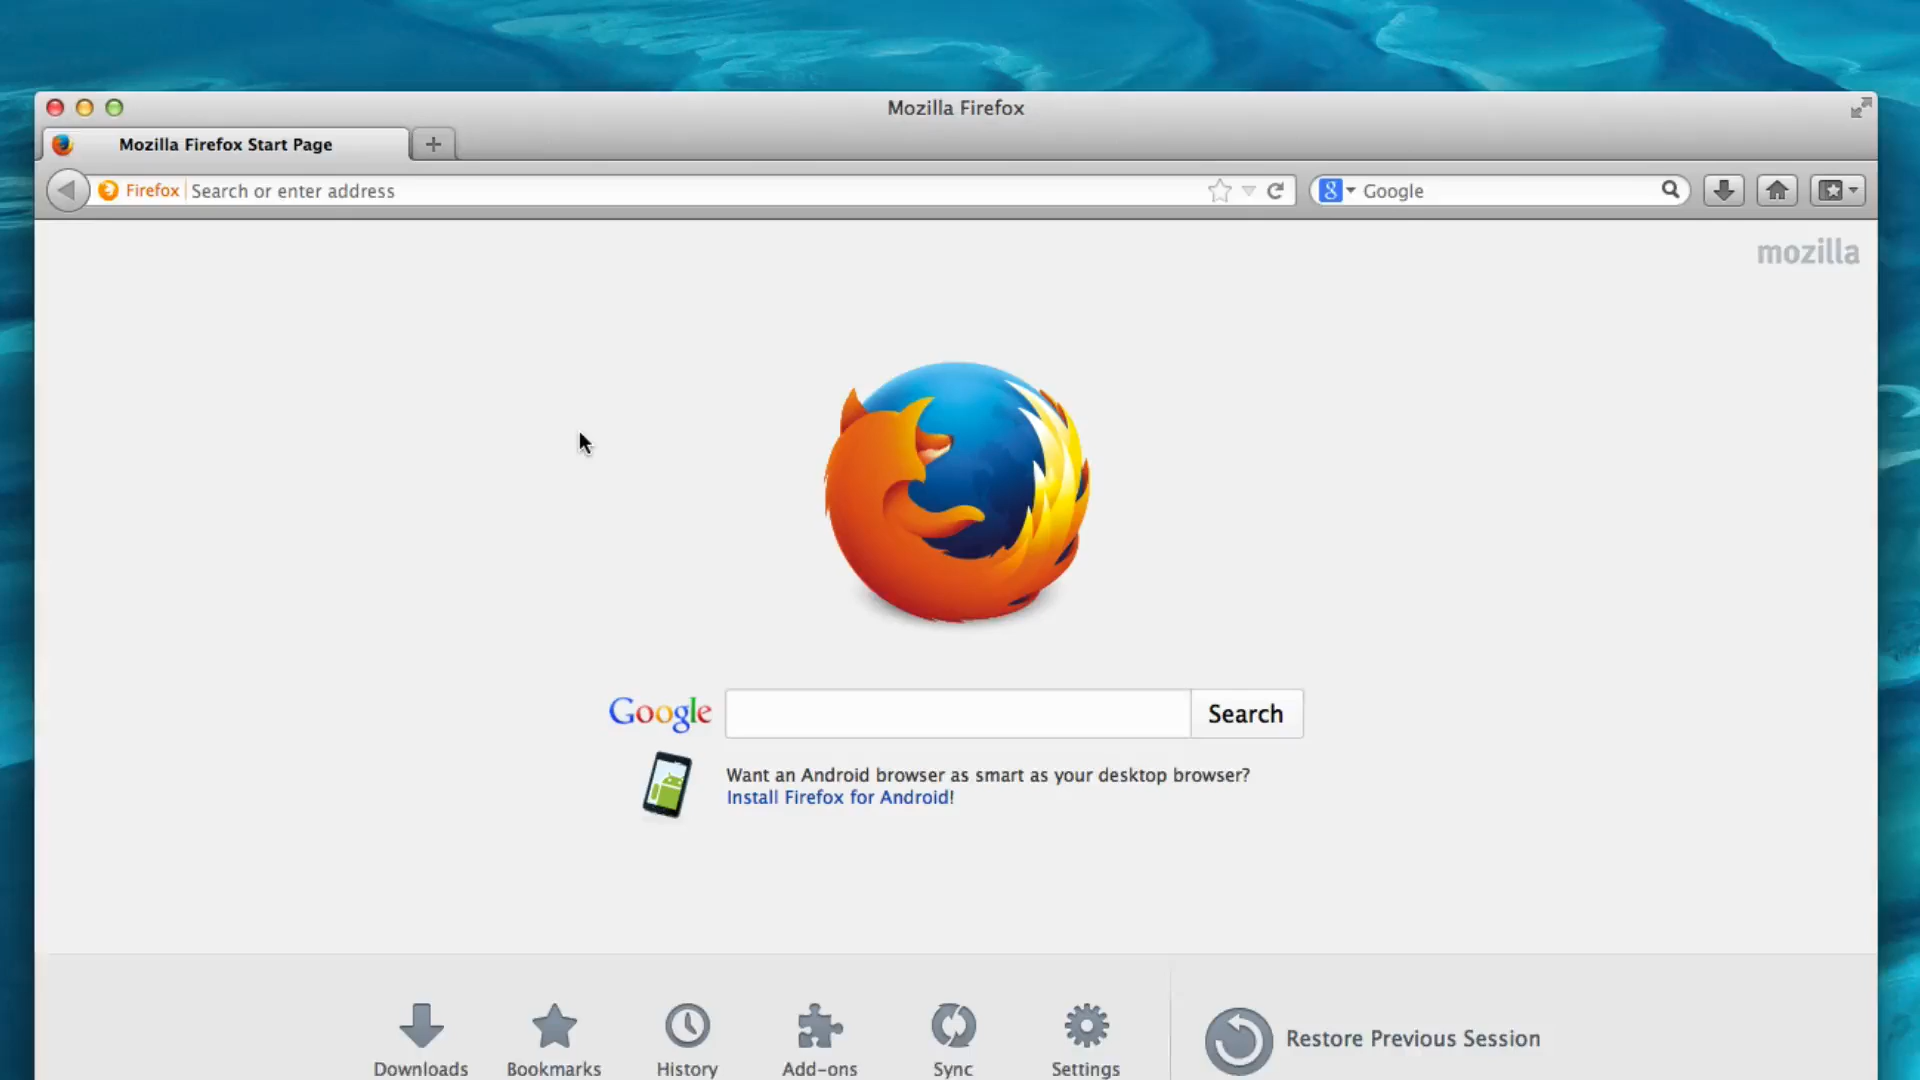 Mozilla Firefox
Mozilla Firefox Start Page
Firefox Search or enter address
8 Google
mozilla
Google
Search
Want an Android browser as smart as your desktop browser?
Install Firefox for Android!
Downloads
Bookmarks
History
Add-ons
Sync
Settings
Restore Previous Session